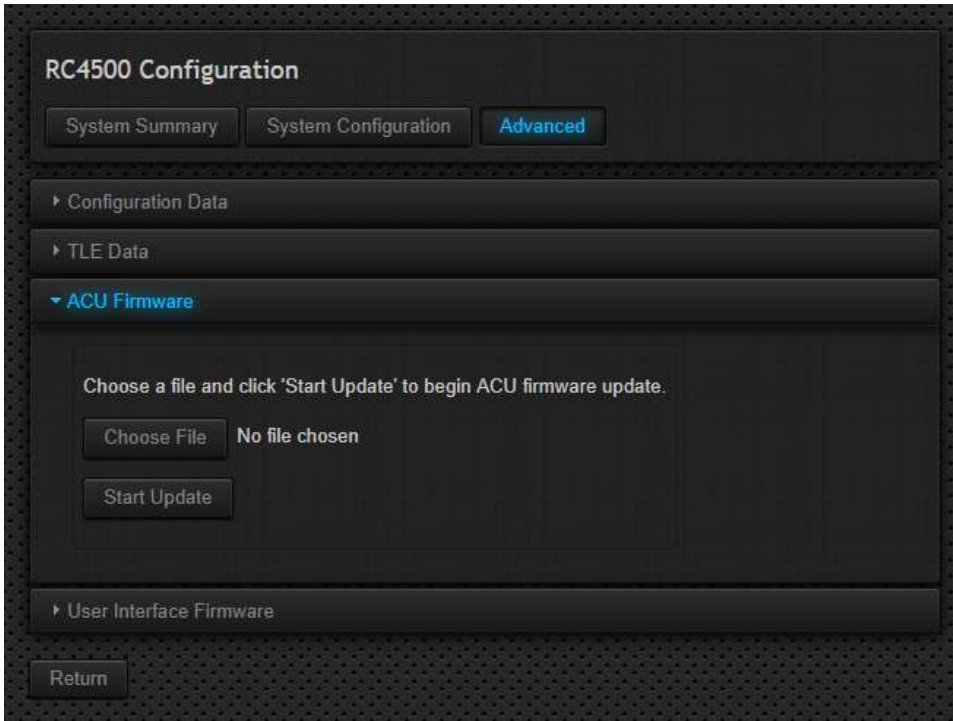 RC4500 Configuration
System Summary System Configuration Advanced
Configuration Data
TLE Data
ACU Firmware
Choose a file and click 'Start Update' to begin ACU firmware update.
Choose File No file chosen
Start Update
User Interface Firmware
Return